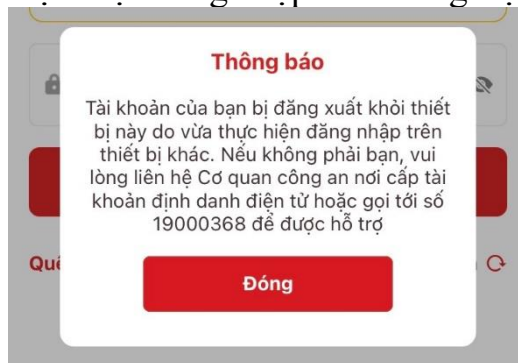 Thông báo
Tài khoản của bạn bị đăng xuất khỏi thiết
bị này do vừa thực hiện đăng nhập trên
thiết bị khác. Nếu không phải bạn, vui
lòng liên hệ Cơ quan công an nơi cấp tài
khoản định danh điện tử hoặc gọi tới số
19000368 để được hỗ trợ
Đóng